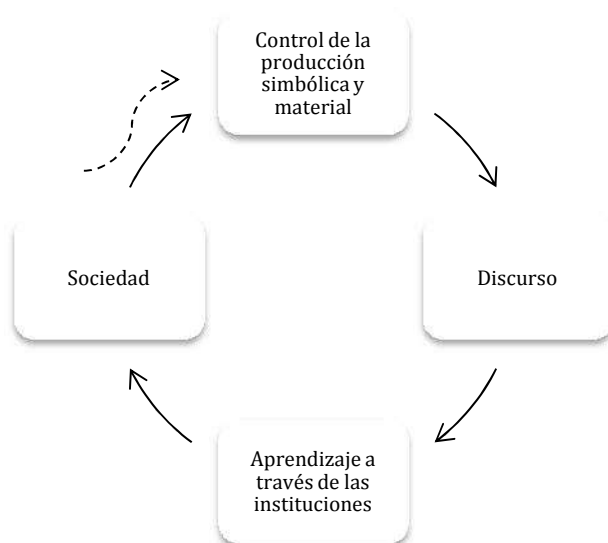 Control de la
producción
simbólica y
material
Sociedad
Discurso
Aprendizaje a
través de las
instituciones